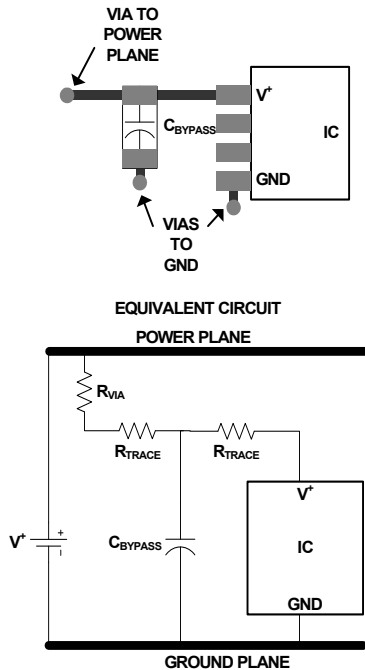 VIA TO
POWER
PLANE
V+
CBYPASS
IC
GND
VIAS
TO
GND
EQUIVALENT CIRCUIT
POWER PLANE
RVIA
RTRACE
RTRACE
V+
V+
+
CBYPASS
IC
GND
GROUND PLANE